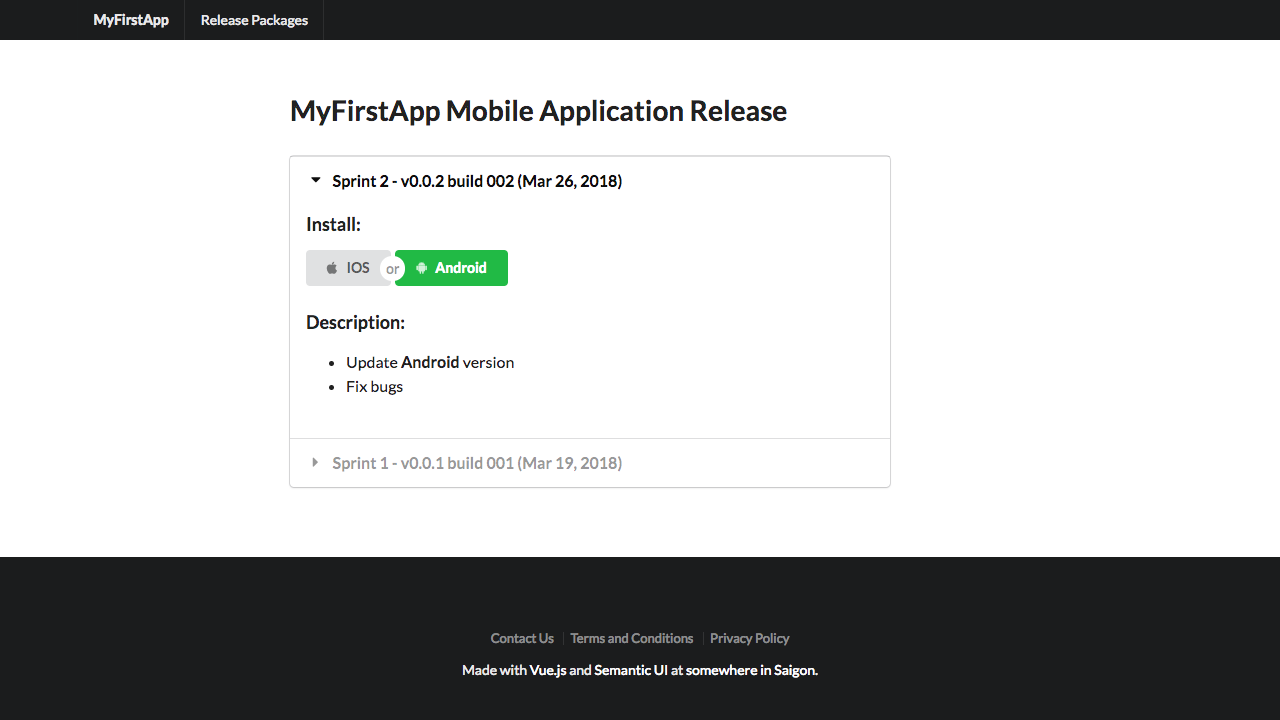 MyFirstApp Release Packages
MyFirstApp Mobile Application Release
Sprint 2 - v0.0.2 build 002 (Mar 26, 2018)
Install:
IOS or Android
Description:
Update Android version
Fix bugs
Sprint 1 - v0.0.1 build 001 (Mar 19, 2018)
Contact Us Terms and Conditions Privacy Policy
Made with Vue.js and Semantic UI at somewhere in Saigon.